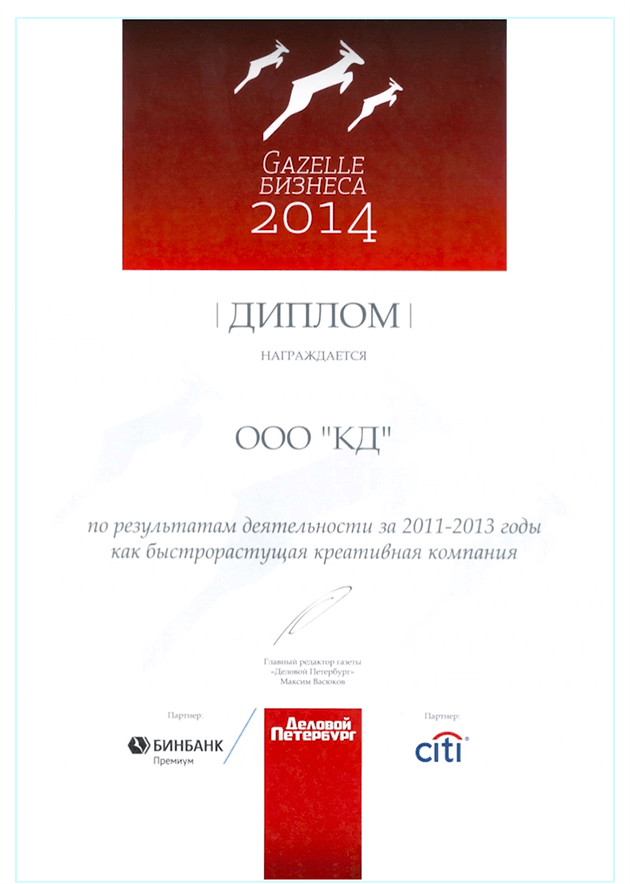 GAZELLE
БИЗНЕСА
2014
ДИПЛОМ
НАГРАЖДАЕТСЯ
ООО "КД"
по результатам деятельности за 2011-2013 годы
как быстрорастущая креативная компания
Главный редактор газеты
«Деловой Петербург»
Максим Васюков
Партнер:
БИНБАНК
Премиум
Деловой
Петербург
Партнер:
citi®